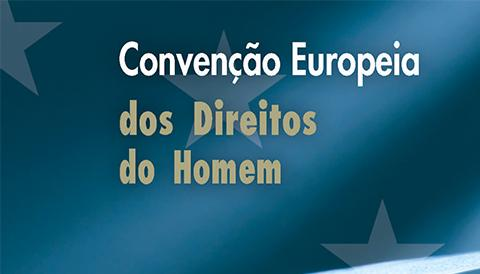 Convenção Europeia
dos Direitos
do Homem